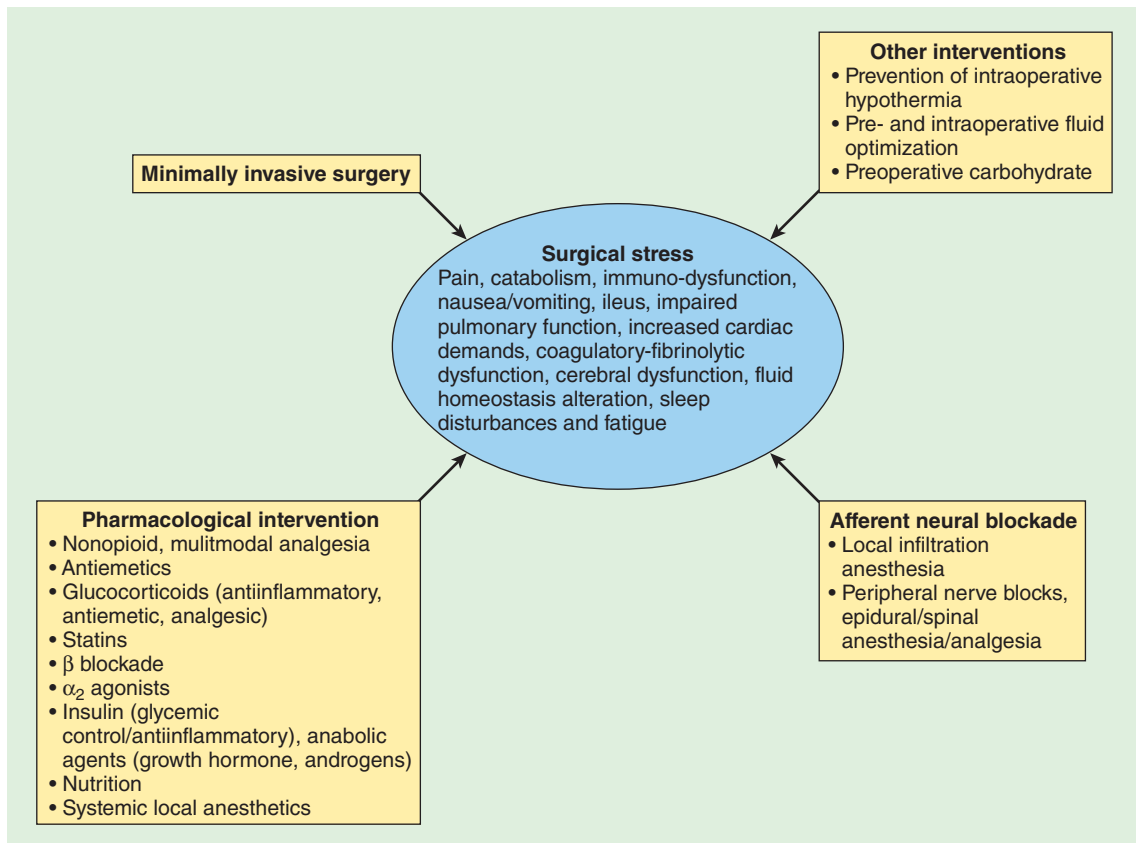 Other interventions
• Prevention of intraoperative
hypothermia
• Pre- and intraoperative fluid
optimization
• Preoperative carbohydrate
Minimally invasive surgery
Surgical stress
Pain, catabolism, immuno-dysfunction,
nausea/vomiting, ileus, impaired
pulmonary function, increased cardiac
demands, coagulatory-fibrinolytic
dysfunction, cerebral dysfunction, fluid
homeostasis alteration, sleep
disturbances and fatigue
Pharmacological intervention
• Nonopioid, mulitmodal analgesia
• Antiemetics
• Glucocorticoids (antiinflammatory,
antiemetic, analgesic)
• Statins
• β blockade
• α₂ agonists
• Insulin (glycemic
control/antiinflammatory), anabolic
agents (growth hormone, androgens)
• Nutrition
• Systemic local anesthetics
Afferent neural blockade
• Local infiltration
anesthesia
• Peripheral nerve blocks,
epidural/spinal
anesthesia/analgesia